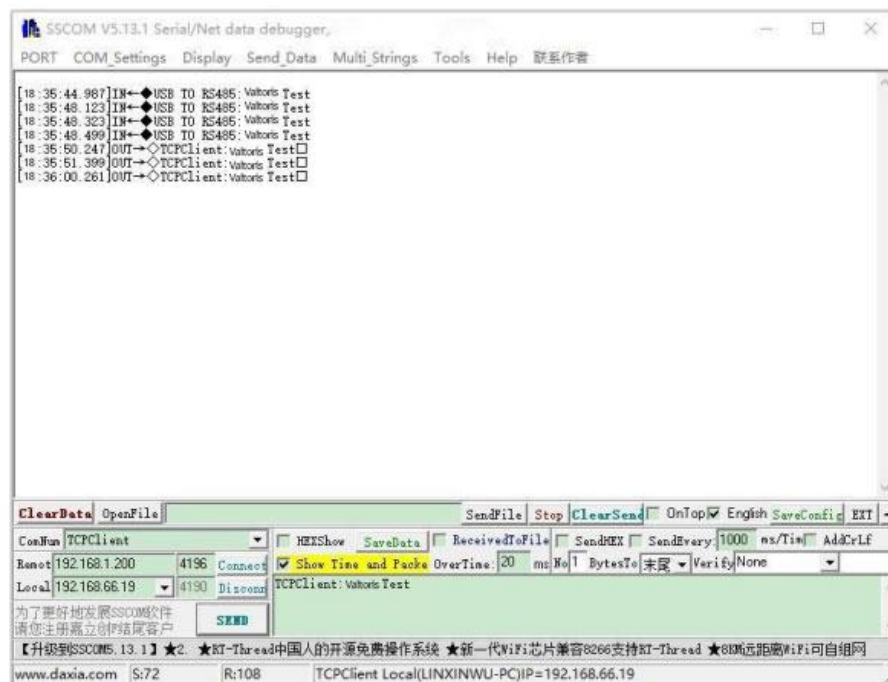 SSCOM V5.13.1 Serial/Net data debugger,
PORT COM_Settings Display Send_Data Multi_Strings Tools Help 联系作者
[18:35:44.987]IN←◆USB TO RS485: Valtoris Test
[18:35:48.123]IN←◆USB TO RS485: Valtoris Test
[18:35:48.323]IN←◆USB TO RS485: Valtoris Test
[18:35:48.499]IN←◆USB TO RS485: Valtoris Test
[18:35:50.247]OUT→◇TCPClient: Valtoris Test□
[18:35:51.399]OUT→◇TCPClient: Valtoris Test□
[18:36:00.261]OUT→◇TCPClient: Valtoris Test□
ClearData OpenFile SendFile Stop ClearSend OnTop English SaveConfig EXT
ComNum TCPClient HEXShow SaveData ReceivedToFile SendHEX SendEvery: 1000 ms/Tim AddCrLf
Remot 192.168.1.200 4196 Connect Show Time and Packe OverTime: 20 ms No 1 BytesTo 末尾 Verify None
Local 192.168.66.19 4190 Disconn TCPClient: Valtoris Test
为了更好地发展SSCOM软件
请您注册嘉立创P结尾客户 SEND
【升级到SSCOM5.13.1】★2. ★RT-Thread中国人的开源免费操作系统 ★新一代WiFi芯片兼容8266支持RT-Thread ★8KM远距离WiFi可自组网
www.daxia.com S:72 R:108 TCPClient Local(LINXINWU-PC)IP=192.168.66.19